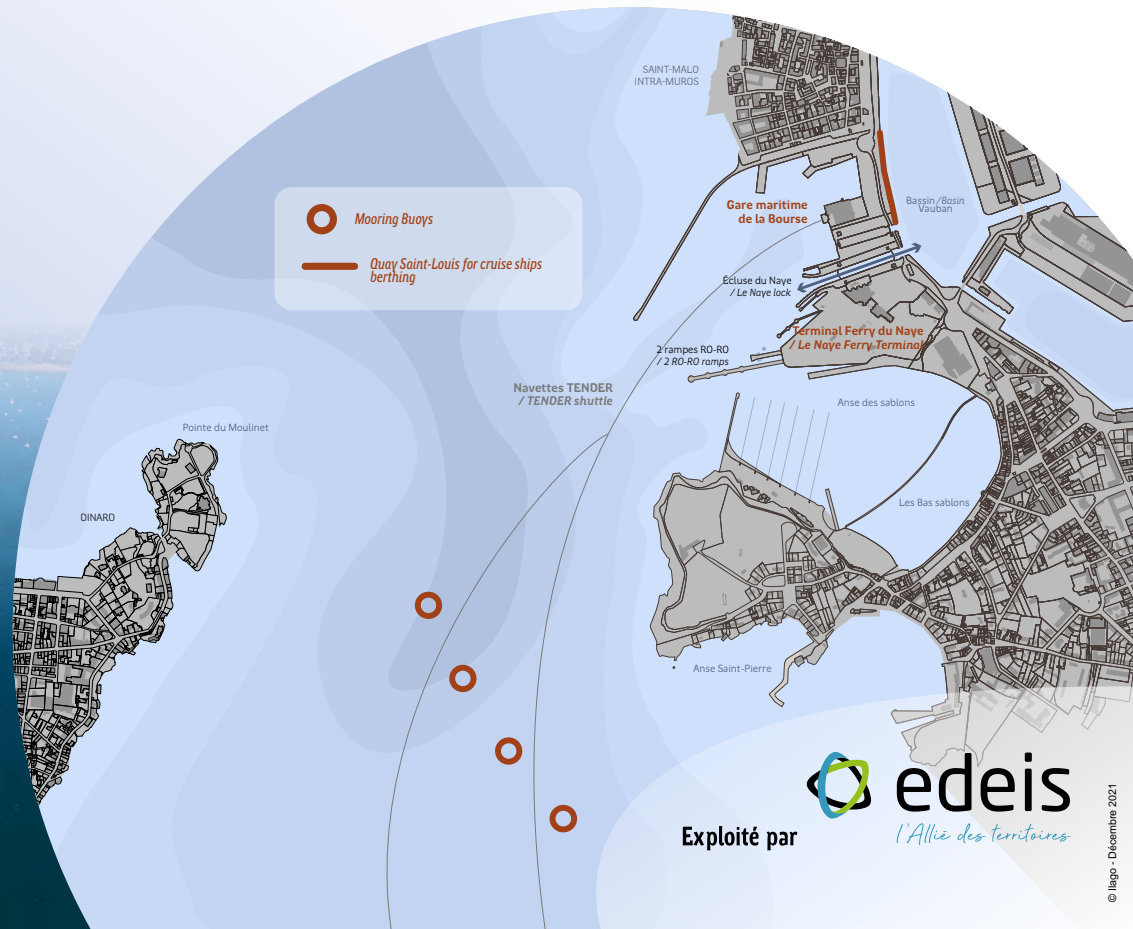 SAINT-MALO
INTRA-MUROS
Mooring Buoys
Quay Saint-Louis for cruise ships
berthing
Gare maritime
de la Bourse
Bassin /Basin
Vauban
Écluse du Naye
/ Le Naye lock
Terminal Ferry du Naye
/ Le Naye Ferry Terminal
2 rampes RO-RO
/ 2 RO-RO ramps
Navettes TENDER
/ TENDER shuttle
Anse des sablons
Pointe du Moulinet
Les Bas sablons
DINARD
Anse Saint-Pierre
Exploité par
edeis
l'Allié des territoires
© Ilago - Décembre 2021